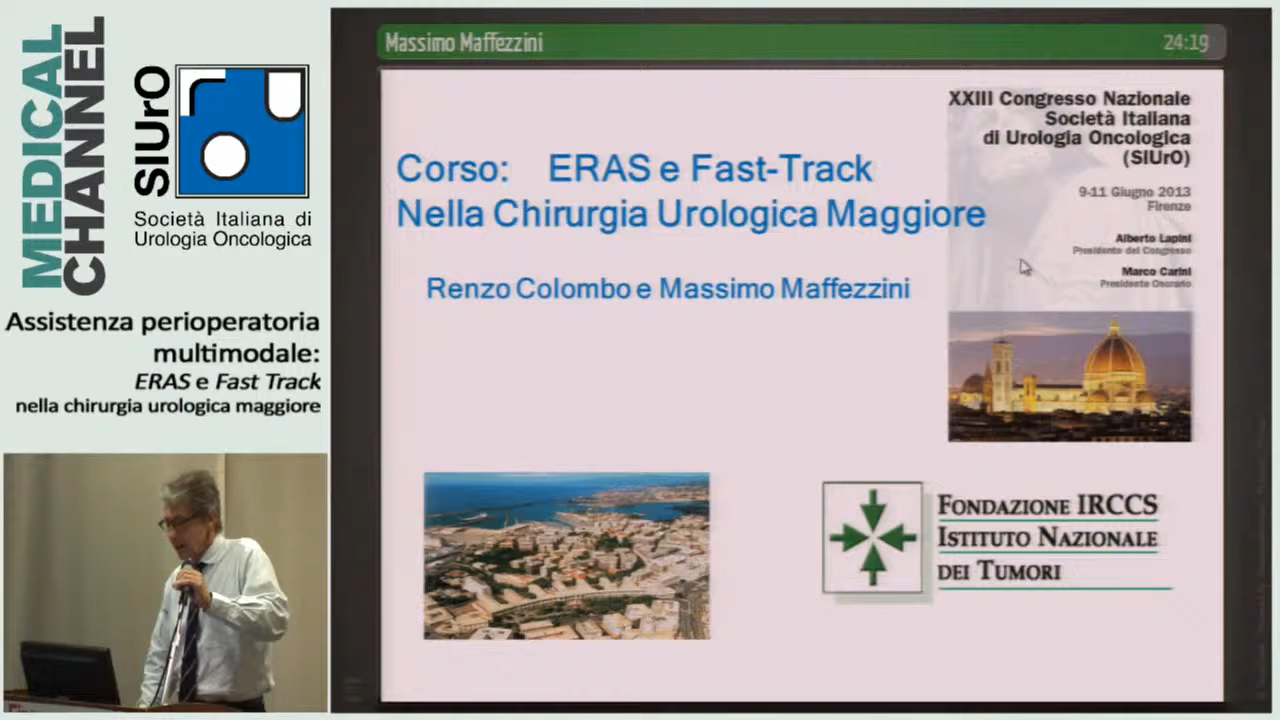 MEDICAL
CHANNEL
SIUrO
Società Italiana di
Urologia Oncologica
Assistenza perioperatoria
multimodale:
ERAS e Fast Track
nella chirurgia urologica maggiore
Massimo Maffezzini
24:19
XXIII Congresso Nazionale
Società Italiana
di Urologia Oncologica
(SIUrO)
9-11 Giugno 2013
Firenze
Alberto Lapini
Presidente del Congresso
Marco Carini
Presidente Onorario
Corso: ERAS e Fast-Track
Nella Chirurgia Urologica Maggiore
Renzo Colombo e Massimo Maffezzini
FONDAZIONE IRCCS
ISTITUTO NAZIONALE
DEI TUMORI